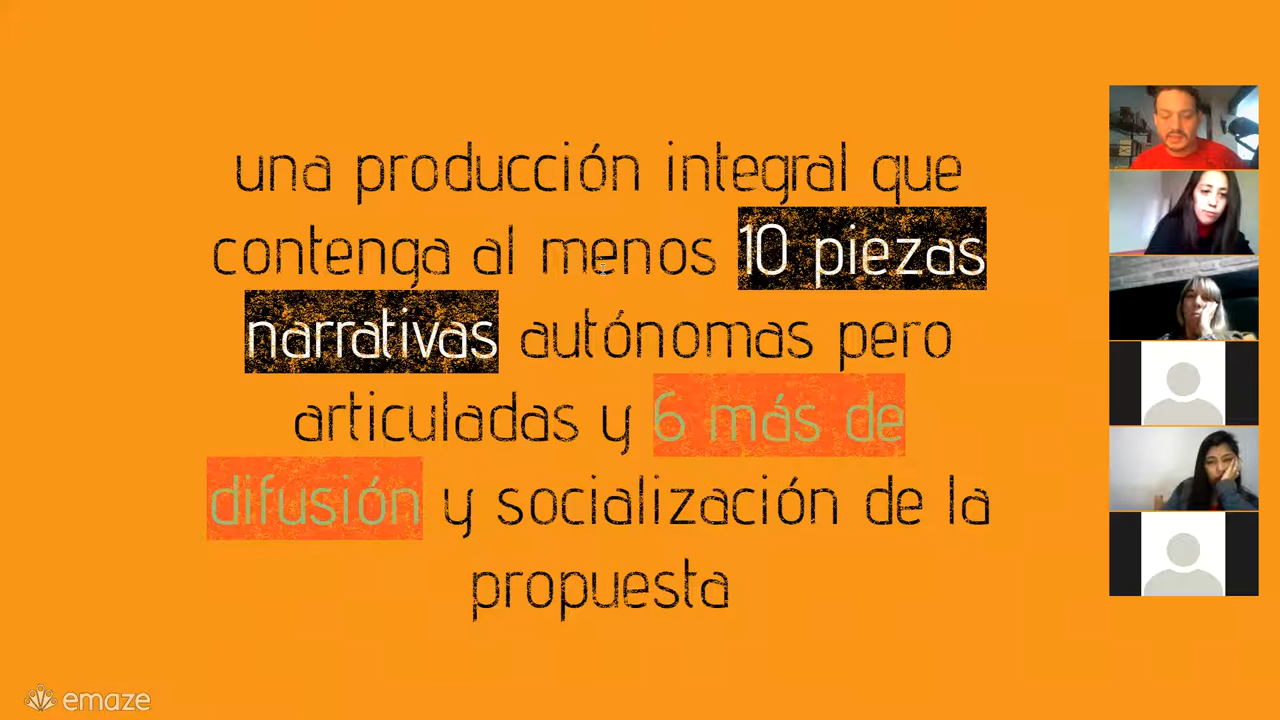 una producción integral que
contenga al menos 10 piezas
narrativas autónomas pero
articuladas y 6 más de
difusión y socialización de la
propuesta
emaze